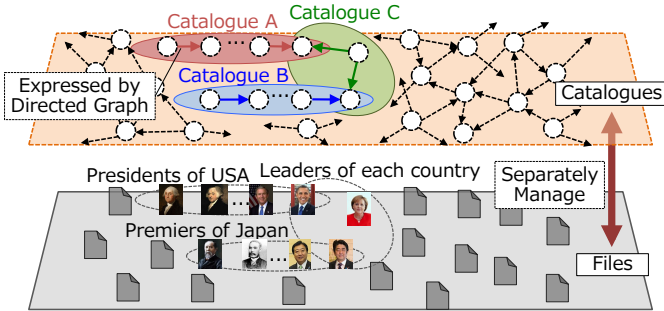 Catalogue A
Catalogue C
...
Expressed by
Directed Graph
Catalogue B
...
Catalogues
Presidents of USA
Leaders of each country
Separately
Manage
...
Premiers of Japan
...
Files